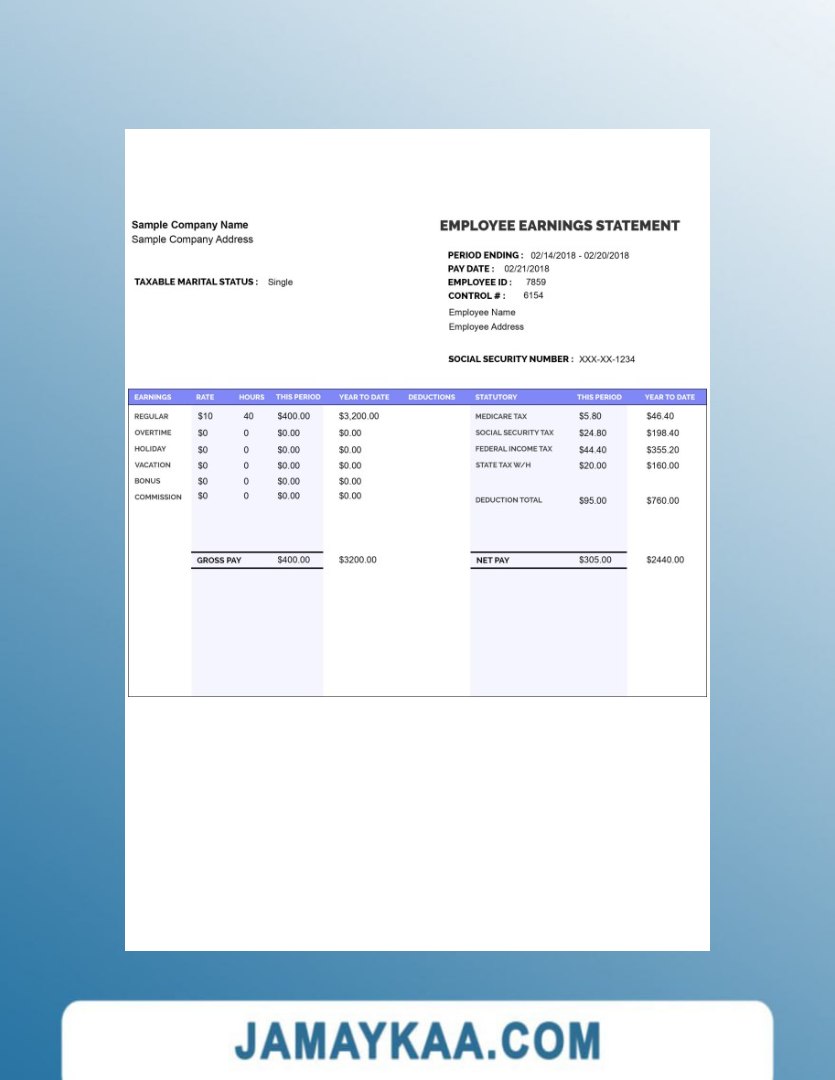 Sample Company Name
Sample Company Address
TAXABLE MARITAL STATUS : Single
EMPLOYEE EARNINGS STATEMENT
PERIOD ENDING : 02/14/2018 - 02/20/2018
PAY DATE : 02/21/2018
EMPLOYEE ID : 7859
CONTROL # : 6154
Employee Name
Employee Address
SOCIAL SECURITY NUMBER : XXX-XX-1234
EARNINGS RATE HOURS THIS PERIOD YEAR TO DATE DEDUCTIONS STATUTORY THIS PERIOD YEAR TO DATE
REGULAR $10 40 $400.00 $3,200.00 MEDICARE TAX $5.80 $46.40
OVERTIME $0 0 $0.00 $0.00 SOCIAL SECURITY TAX $24.80 $198.40
HOLIDAY $0 0 $0.00 $0.00 FEDERAL INCOME TAX $44.40 $355.20
VACATION $0 0 $0.00 $0.00 STATE TAX W/H $20.00 $160.00
BONUS $0 0 $0.00 $0.00
COMMISSION $0 0 $0.00 $0.00 DEDUCTION TOTAL $95.00 $760.00
GROSS PAY $400.00 $3200.00 NET PAY $305.00 $2440.00
JAMAYKAA.COM